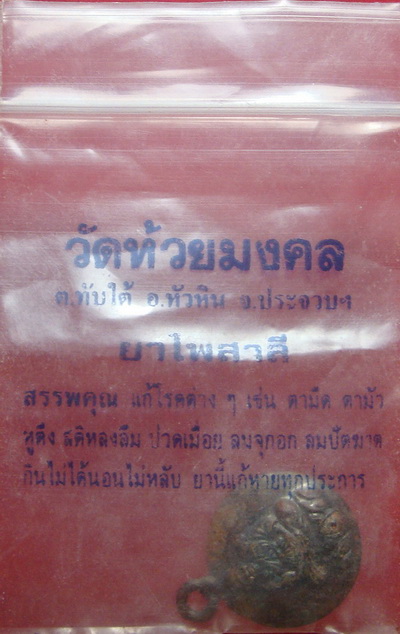 วัดห้วยมงคล
ต.ทับใต้ อ.หัวหิน จ.ประจวบฯ
ยาไพสาลี
สรรพคุณ แก้โรคต่าง ๆ เช่น ตามืด ตามัว
หูตึง สติหลงลืม ปวดเมื่อย ลมจุกอก ลมปัตฆาต
กินไม่ได้นอนไม่หลับ ยานี้แก้หายทุกประการ